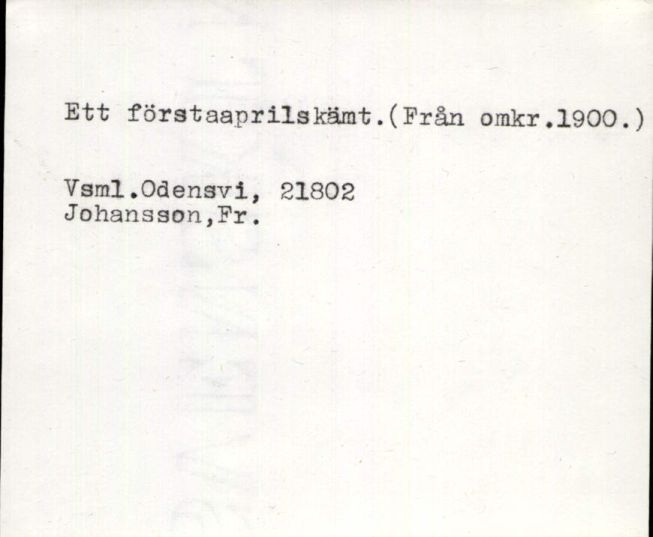 Ett förstaaprilskämt.(Från omkr.1900.)
Vsml.Odensvi, 21802
Johansson,Fr.